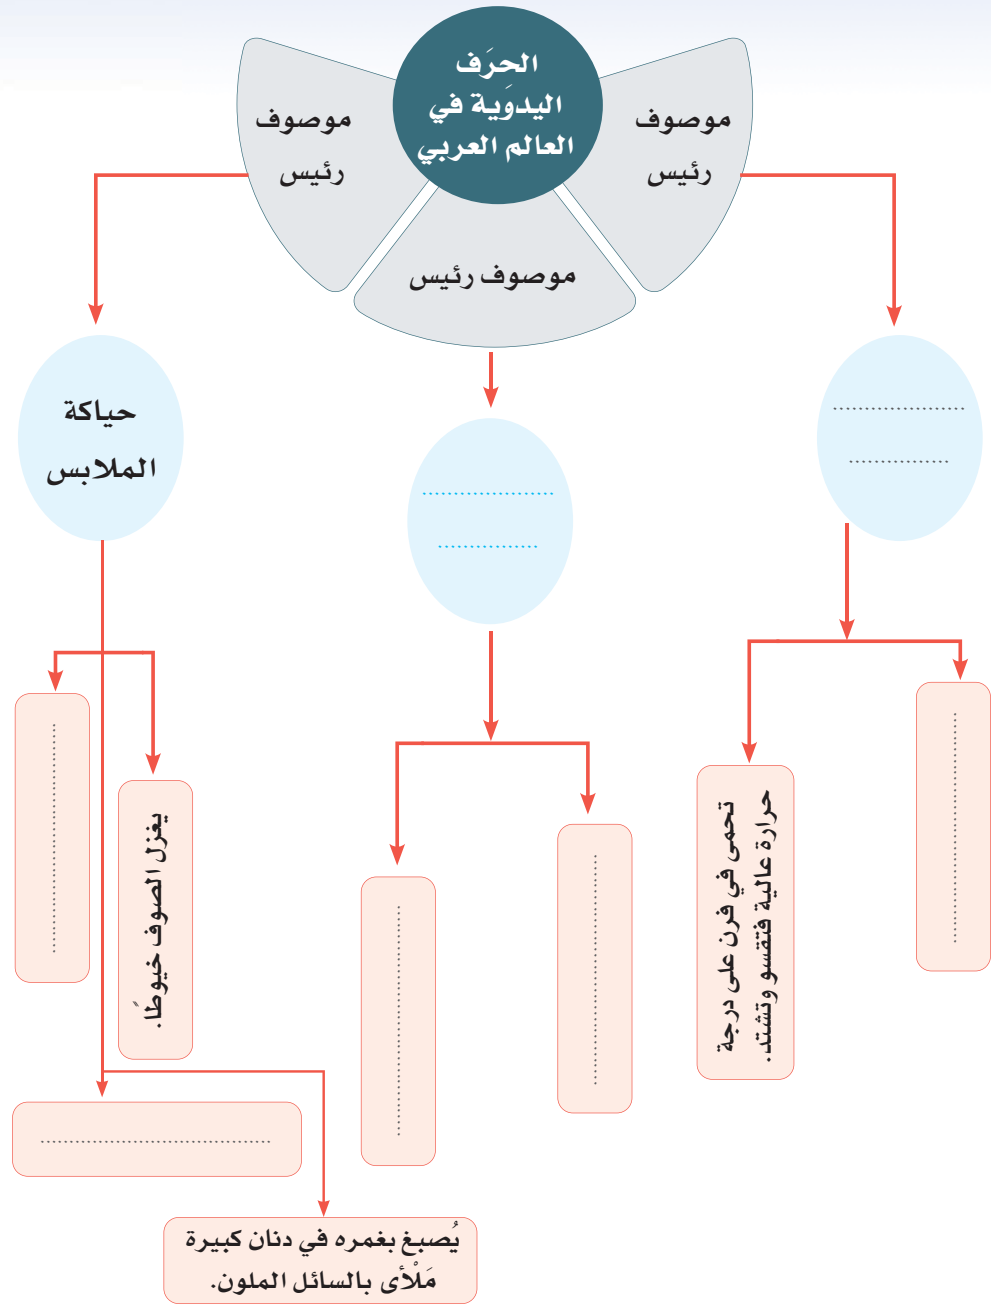 الحرَف
اليدوَية في
العالم العربي
موصوف
رئيس
موصوف رئيس
موصوف
رئيس
....................
...............
....................
...............
حياكة
الملابس
...................................
تحمى في فرن على درجة
حرارة عالية فتقسو وتشتد.
...................................
...................................
يغزل الصوف خيوطًا.
...................................
...................................
يُصبغ بغمره في دنان كبيرة
مَلْأى بالسائل الملون.